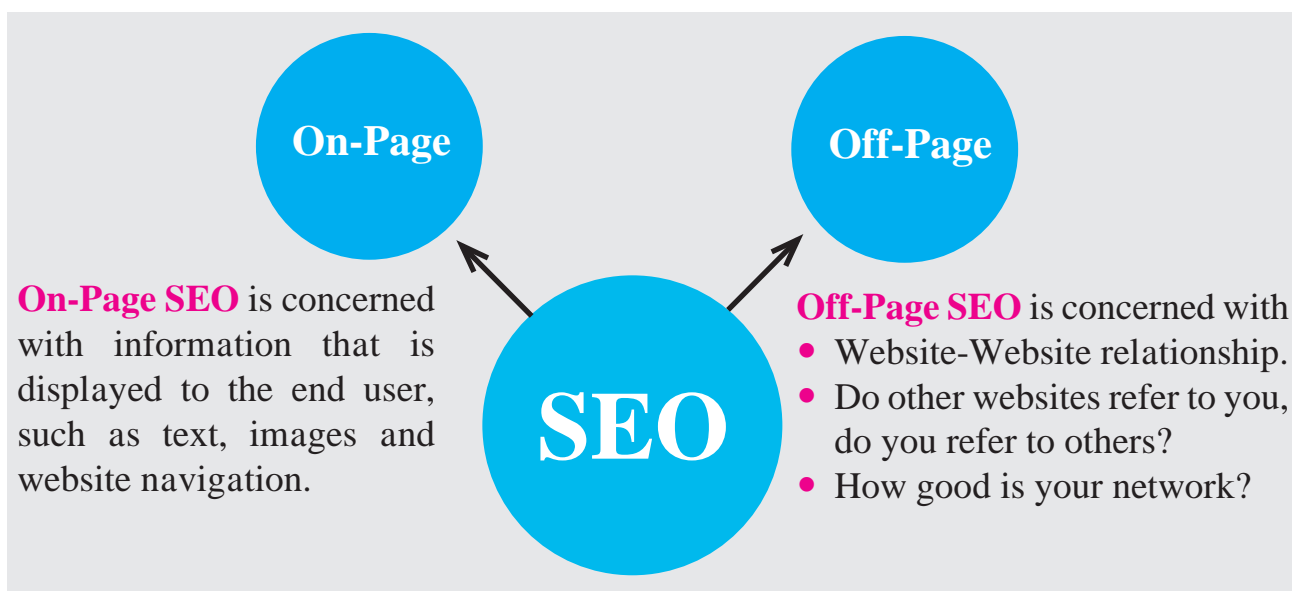 On-Page
Off-Page
On-Page SEO is concerned
with information that is
displayed to the end user,
such as text, images and
website navigation.
SEO
Off-Page SEO is concerned with
• Website-Website relationship.
• Do other websites refer to you,
do you refer to others?
• How good is your network?